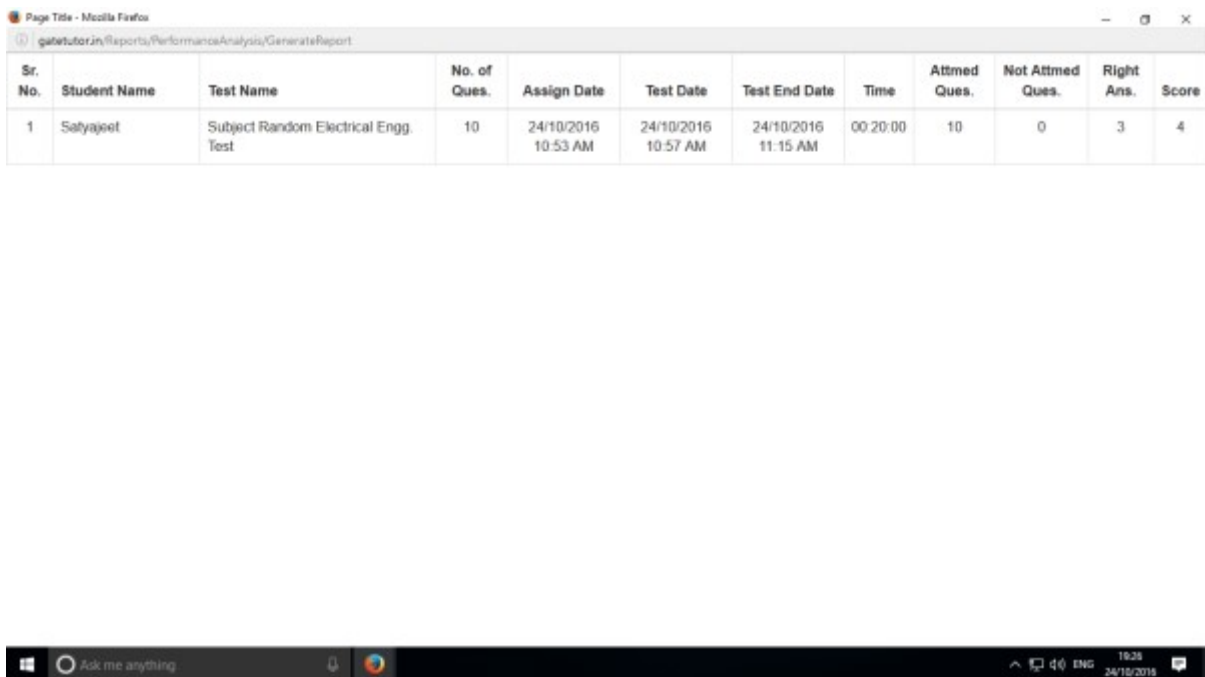 Page Title - Mozilla Firefox
gatetutor.in/Reports/PerformanceAnalysis/GenerateReport
Sr. No. Student Name Test Name No. of Ques. Assign Date Test Date Test End Date Time Attmed Ques. Not Attmed Ques. Right Ans. Score
1 Satyajeet Subject Random Electrical Engg. Test 10 24/10/2016 10:53 AM 24/10/2016 10:57 AM 24/10/2016 11:15 AM 00:20:00 10 0 3 4
Ask me anything
ENG
19:26
24/10/2016